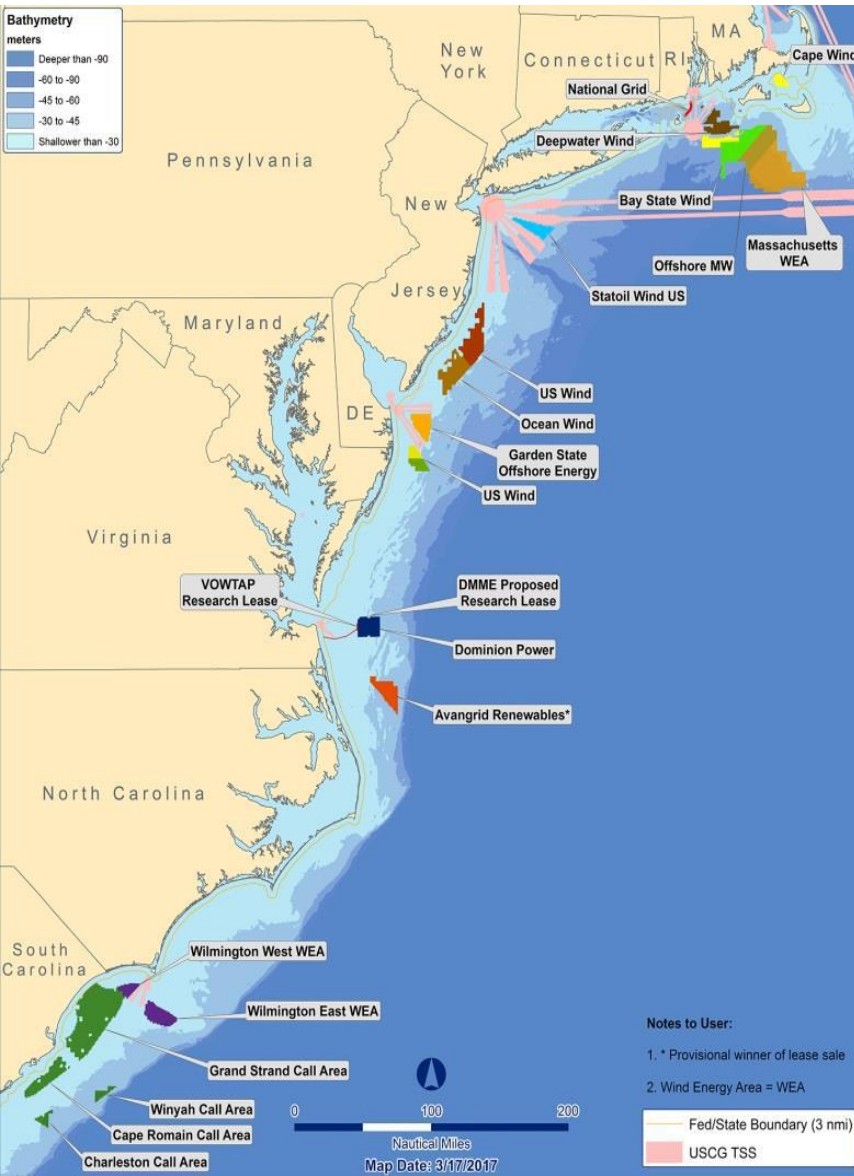 Bathymetry
meters
Deeper than -90
-60 to -90
-45 to -60
-30 to -45
Shallower than -30
New
York
Connecticut
RI
MA
Cape Wind
National Grid
Deepwater Wind
Pennsylvania
Bay State Wind
New
Jersey
Massachusetts
WEA
Offshore MW
Statoil Wind US
Maryland
US Wind
DE
Ocean Wind
Garden State
Offshore Energy
US Wind
Virginia
VOWTAP
Research Lease
DMME Proposed
Research Lease
Dominion Power
Avangrid Renewables*
North Carolina
South
Carolina
Wilmington West WEA
Wilmington East WEA
Grand Strand Call Area
Winyah Call Area
Cape Romain Call Area
Charleston Call Area
0 100 200
Nautical Miles
Map Date: 3/17/2017
Notes to User:
1. * Provisional winner of lease sale
2. Wind Energy Area = WEA
Fed/State Boundary (3 nmi)
USCG TSS